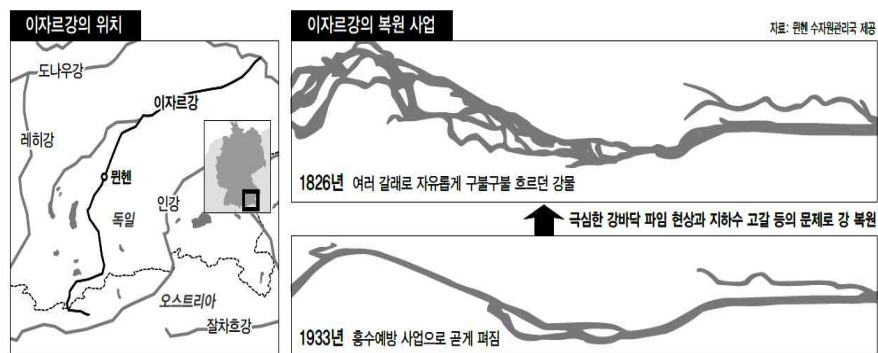 이자르강의 위치
도나우강
이자르강
레히강
뮌헨
인강
독일
오스트리아
잘차흐강
이자르강의 복원 사업
자료: 뮌헨 수자원관리국 제공
1826년 여러 갈래로 자유롭게 구불구불 흐르던 강물
극심한 강바닥 파임 현상과 지하수 고갈 등의 문제로 강 복원
1933년 홍수예방 사업으로 곧게 펴짐